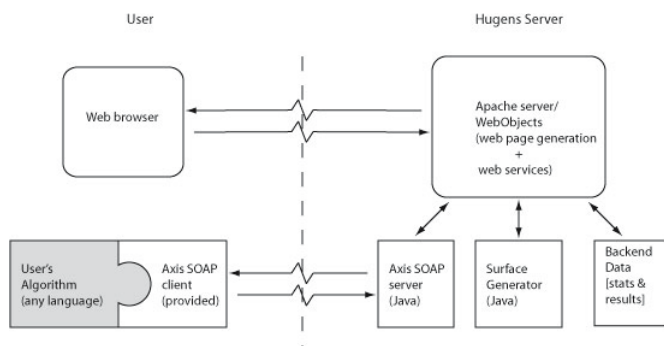 User
Hugens Server
Web browser
Apache server/
WebObjects
(web page generation
+
web services)
User's
Algorithm
(any language)
Axis SOAP
client
(provided)
Axis SOAP
server
(Java)
Surface
Generator
(Java)
Backend
Data
[stats &
results]